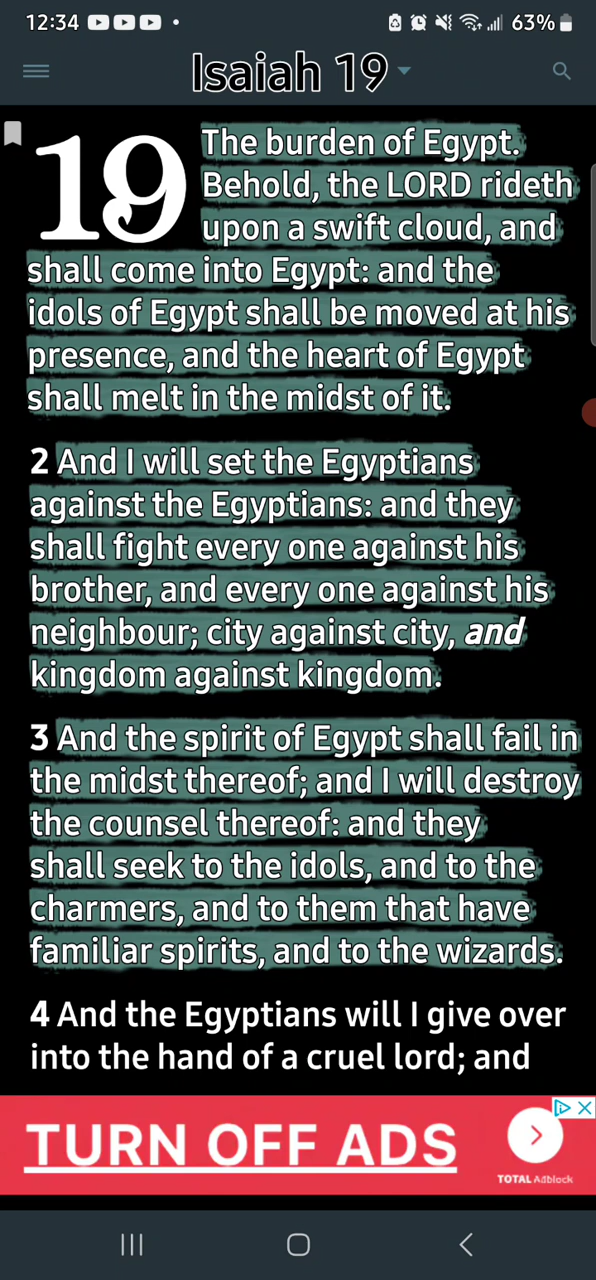 12:34
63%
Isaiah 19
19
The burden of Egypt.
Behold, the LORD rideth
upon a swift cloud, and
shall come into Egypt: and the
idols of Egypt shall be moved at his
presence, and the heart of Egypt
shall melt in the midst of it.
2 And I will set the Egyptians
against the Egyptians: and they
shall fight every one against his
brother, and every one against his
neighbour; city against city, and
kingdom against kingdom.
3 And the spirit of Egypt shall fail in
the midst thereof; and I will destroy
the counsel thereof: and they
shall seek to the idols, and to the
charmers, and to them that have
familiar spirits, and to the wizards.
4 And the Egyptians will I give over
into the hand of a cruel lord; and
TURN OFF ADS
TOTAL Adblock